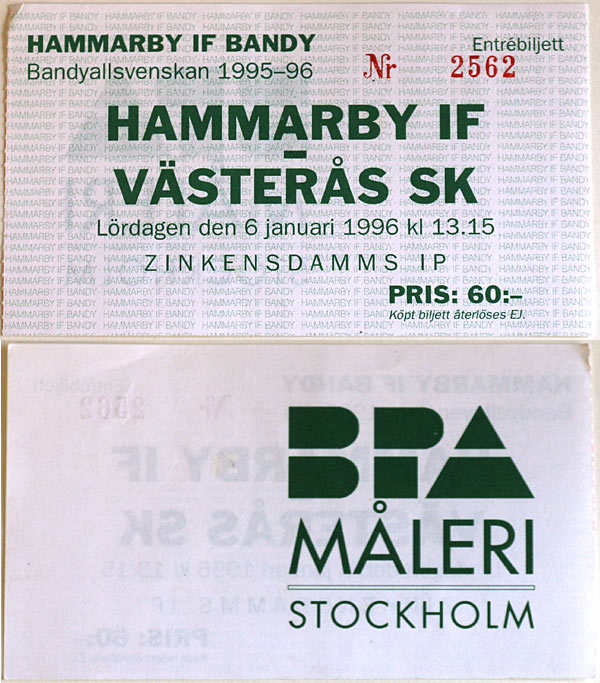 HAMMARBY IF BANDY
Entrébiljett
Bandyallsvenskan 1995–96
Nr 2562
HAMMARBY IF
–
VÄSTERÅS SK
Lördagen den 6 januari 1996 kl 13.15
ZINKENSDAMMS IP
PRIS: 60:–
Köpt biljett återlöses EJ.
BPA
MÅLERI
STOCKHOLM